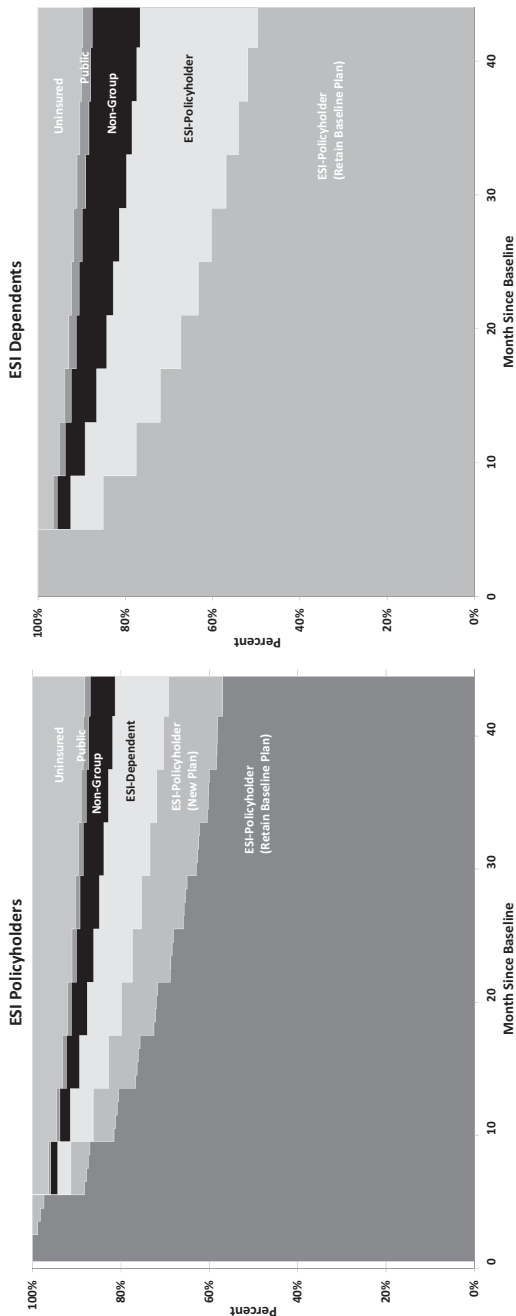 ESI Policyholders
100%
80%
60%
40%
20%
0%
Percent
Uninsured
Public
Non-Group
ESI-Dependent
ESI-Policyholder
(New Plan)
ESI-Policyholder
(Retain Baseline Plan)
0
10
20
30
40
Month Since Baseline
ESI Dependents
100%
80%
60%
40%
20%
0%
Percent
Uninsured
Public
Non-Group
ESI-Policyholder
ESI-Policyholder
(Retain Baseline Plan)
0
10
20
30
40
Month Since Baseline